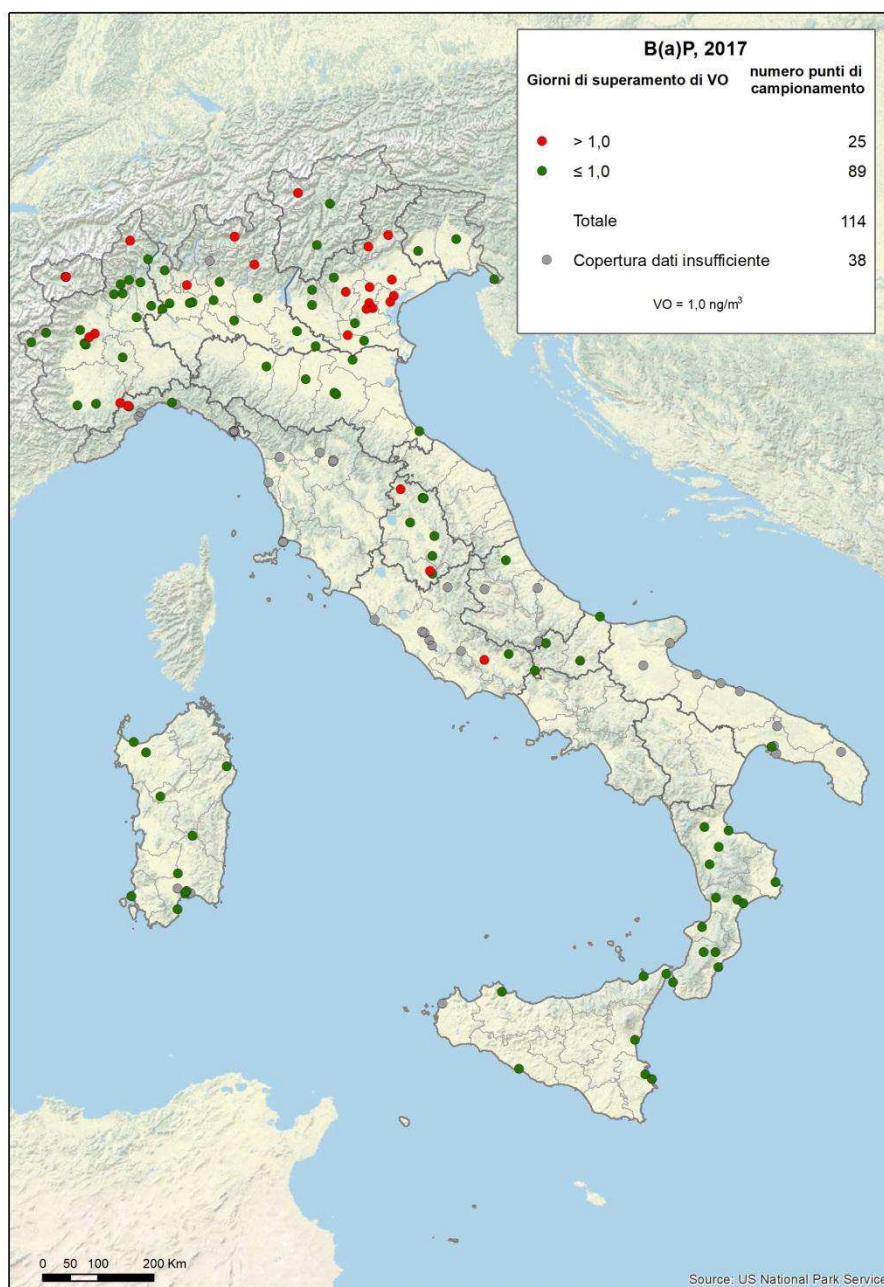 B(a)P, 2017
Giorni di superamento di VO
numero punti di
campionamento
> 1,0
25
≤ 1,0
89
Totale
114
Copertura dati insufficiente
38
VO = 1,0 ng/m³
0 50 100 200 Km
Source: US National Park Service